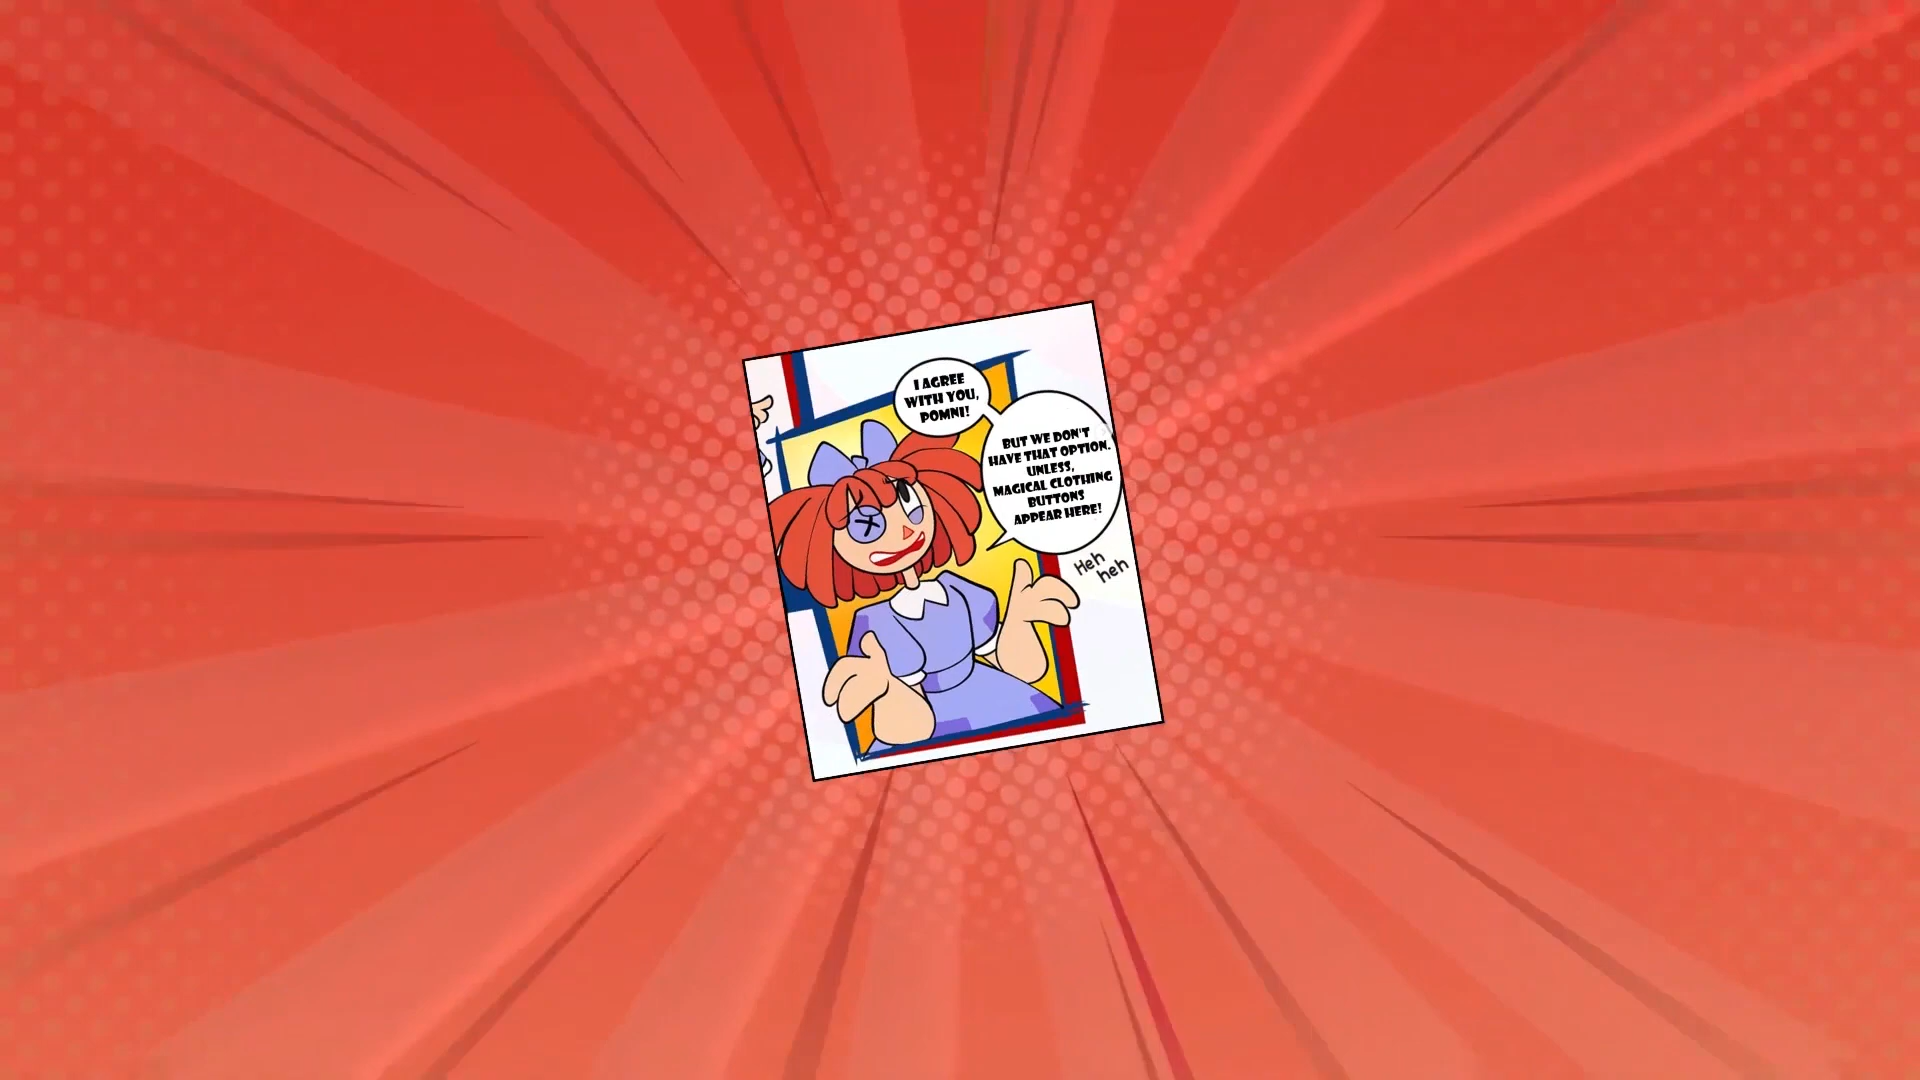 I AGREE
WITH YOU,
POMNI!
BUT WE DON'T
HAVE THAT OPTION.
UNLESS,
MAGICAL CLOTHING
BUTTONS
APPEAR HERE!
Heh
heh